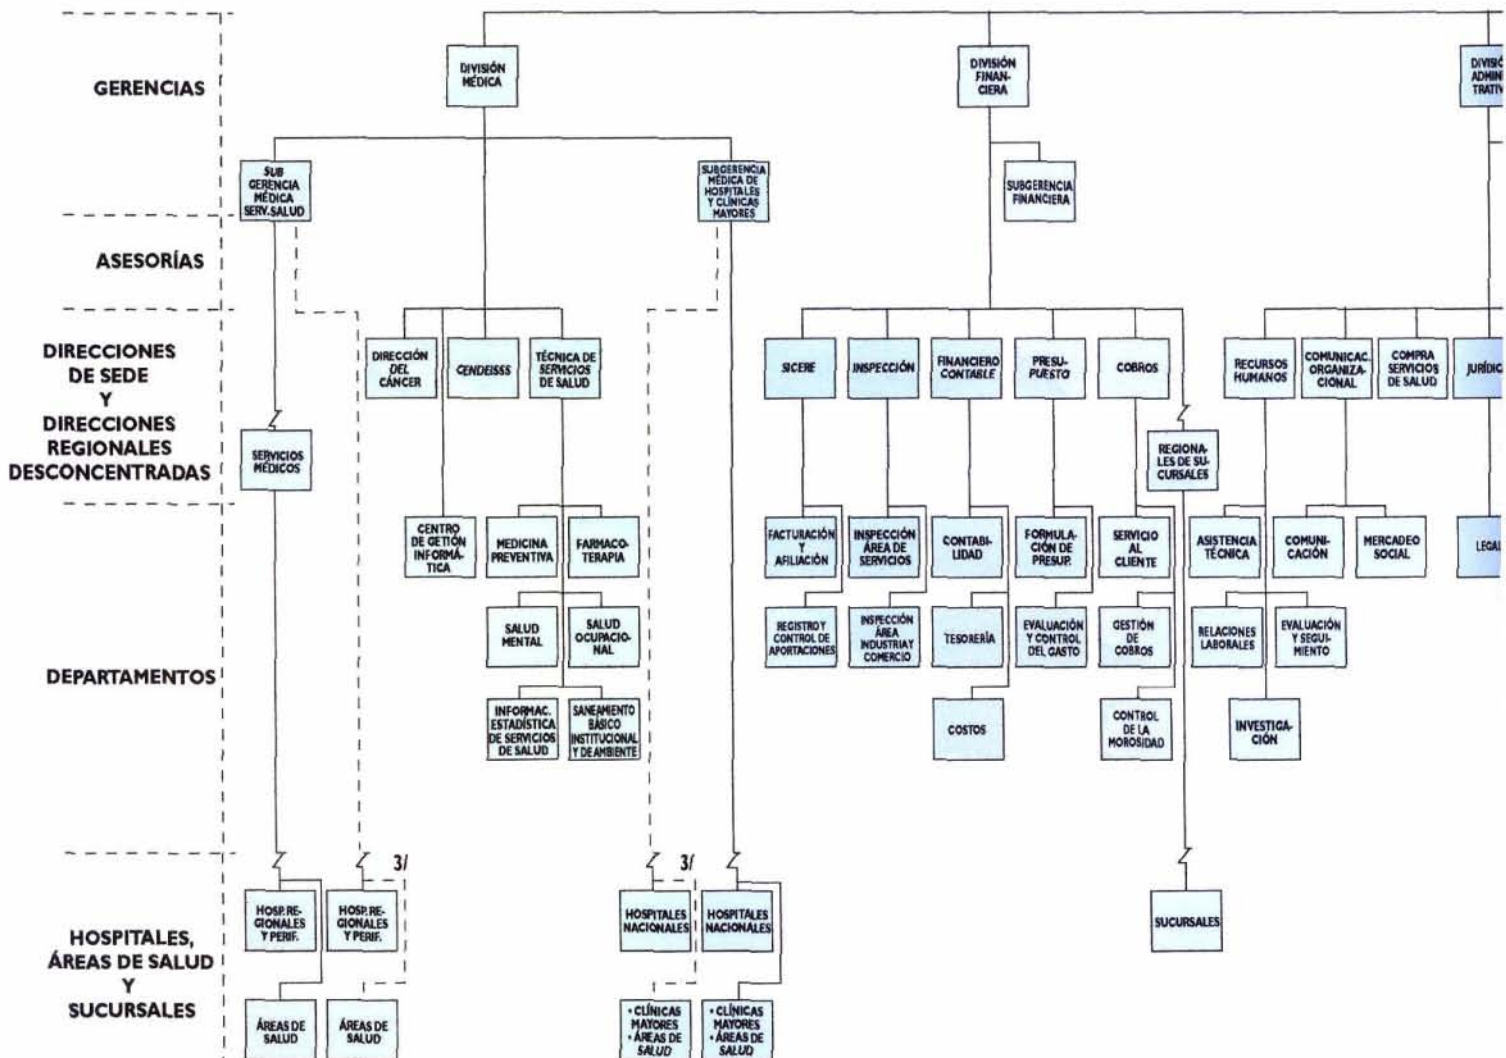 GERENCIAS
DIVISIÓN
MÉDICA
DIVISIÓN
FINAN-
CIERA
SUB
GERENCIA
MÉDICA
SERV.SALUD
SUBGERENCIA
MÉDICA DE
HOSPITALES
Y CLÍNICAS
MAYORES
SUBGERENCIA
FINANCIERA
ASESORÍAS
DIRECCIONES
DE SEDE
Y
DIRECCIONES
REGIONALES
DESCONCENTRADAS
DIRECCIÓN
DEL
CÁNCER
CENDEISSS
TÉCNICA DE
SERVICIOS
DE SALUD
SICERE
INSPECCIÓN
FINANCIERO
CONTABLE
PRESU-
PUESTO
COBROS
RECURSOS
HUMANOS
COMUNICAC.
ORGANIZA-
CIONAL
COMPRA
SERVICIOS
DE SALUD
JURÍDIC
SERVICIOS
MÉDICOS
REGIONA-
LES DE SU-
CURSALES
DEPARTAMENTOS
CENTRO
DE GETIÓN
INFORMÁ-
TICA
MEDICINA
PREVENTIVA
FARMACO-
TERAPIA
FACTURACIÓN
Y
AFILIACIÓN
INSPECCIÓN
ÁREA DE
SERVICIOS
CONTABI-
LIDAD
FORMULA-
CIÓN DE
PRESUP.
SERVICIO
AL
CLIENTE
ASISTENCIA
TÉCNICA
COMUNI-
CACIÓN
MERCADEO
SOCIAL
LEGAL
SALUD
MENTAL
SALUD
OCUPACIO-
NAL
REGISTRO Y
CONTROL DE
APORTACIONES
INSPECCIÓN
ÁREA
INDUSTRIA Y
COMERCIO
TESORERÍA
EVALUACIÓN
Y CONTROL
DEL GASTO
GESTIÓN
DE
COBROS
RELACIONES
LABORALES
EVALUACIÓN
Y SEGUI-
MIENTO
INFORMAC.
ESTADÍSTICA
DE SERVICIOS
DE SALUD
SANEAMIENTO
BÁSICO
INSTITUCIONAL
Y DE AMBIENTE
COSTOS
CONTROL
DE LA
MOROSIDAD
INVESTIGA-
CIÓN
HOSPITALES,
ÁREAS DE SALUD
Y
SUCURSALES
3/
3/
HOSP. RE-
GIONALES
Y PERIF.
HOSP. RE-
GIONALES
Y PERIF.
HOSPITALES
NACIONALES
HOSPITALES
NACIONALES
SUCURSALES
ÁREAS DE
SALUD
ÁREAS DE
SALUD
• CLÍNICAS
MAYORES
• ÁREAS DE
SALUD
• CLÍNICAS
MAYORES
• ÁREAS DE
SALUD